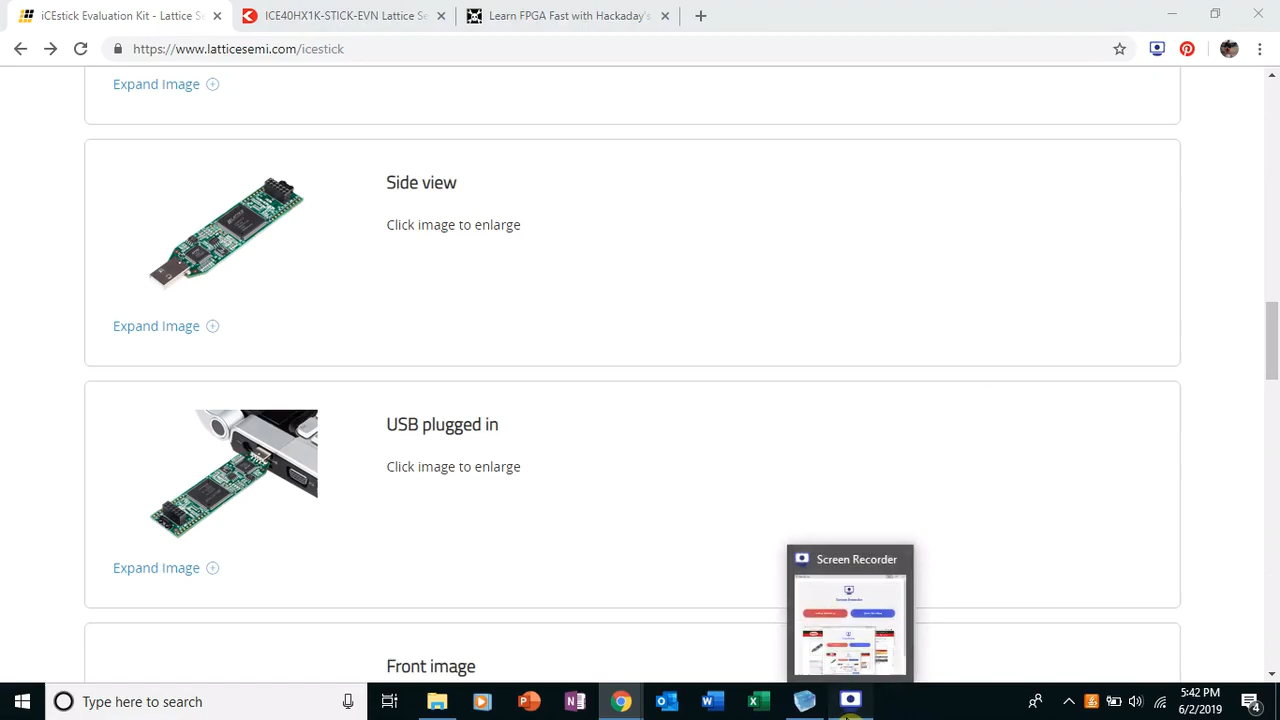 iCEstick Evaluation Kit - Lattice Se
ICE40HX1K-STICK-EVN Lattice Se
Learn FPGA Fast with Hackaday's
https://www.latticesemi.com/icestick
Expand Image
Side view
Click image to enlarge
Expand Image
USB plugged in
Click image to enlarge
Expand Image
Screen Recorder
Front image
Type here to search
5:42 PM
6/2/2019
4